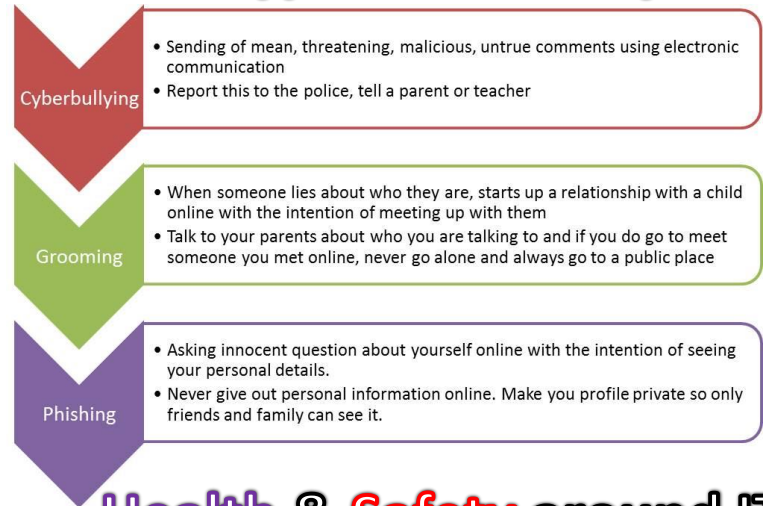 Cyberbullying
• Sending of mean, threatening, malicious, untrue comments using electronic
communication
• Report this to the police, tell a parent or teacher
Grooming
• When someone lies about who they are, starts up a relationship with a child
online with the intention of meeting up with them
• Talk to your parents about who you are talking to and if you do go to meet
someone you met online, never go alone and always go to a public place
Phishing
• Asking innocent question about yourself online with the intention of seeing
your personal details.
• Never give out personal information online. Make you profile private so only
friends and family can see it.
Health & Safety around IT